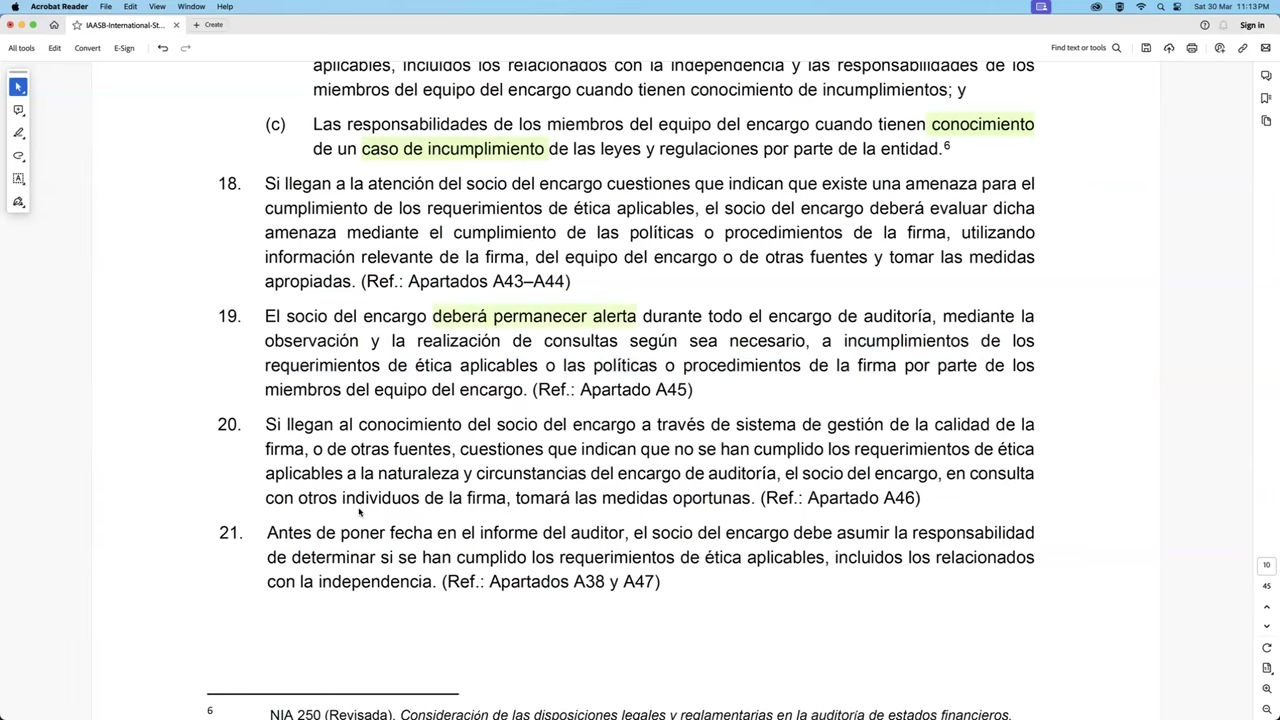 Acrobat Reader File Edit View Window Help Sat 30 Mar 11:13PM
IAASB-International-St... Create Sign in
All tools Edit Convert E-Sign Find text or tools
aplicables, incluidos los relacionados con la independencia y las responsabilidades de los
miembros del equipo del encargo cuando tienen conocimiento de incumplimientos; y
(c) Las responsabilidades de los miembros del equipo del encargo cuando tienen conocimiento
de un caso de incumplimiento de las leyes y regulaciones por parte de la entidad.⁶
18. Si llegan a la atención del socio del encargo cuestiones que indican que existe una amenaza para el
cumplimiento de los requerimientos de ética aplicables, el socio del encargo deberá evaluar dicha
amenaza mediante el cumplimiento de las políticas o procedimientos de la firma, utilizando
información relevante de la firma, del equipo del encargo o de otras fuentes y tomar las medidas
apropiadas. (Ref.: Apartados A43–A44)
19. El socio del encargo deberá permanecer alerta durante todo el encargo de auditoría, mediante la
observación y la realización de consultas según sea necesario, a incumplimientos de los
requerimientos de ética aplicables o las políticas o procedimientos de la firma por parte de los
miembros del equipo del encargo. (Ref.: Apartado A45)
20. Si llegan al conocimiento del socio del encargo a través de sistema de gestión de la calidad de la
firma, o de otras fuentes, cuestiones que indican que no se han cumplido los requerimientos de ética
aplicables a la naturaleza y circunstancias del encargo de auditoría, el socio del encargo, en consulta
con otros individuos de la firma, tomará las medidas oportunas. (Ref.: Apartado A46)
21. Antes de poner fecha en el informe del auditor, el socio del encargo debe asumir la responsabilidad
de determinar si se han cumplido los requerimientos de ética aplicables, incluidos los relacionados
con la independencia. (Ref.: Apartados A38 y A47)
10
45
6 NIA 250 (Revisada), Consideración de las disposiciones legales y reglamentarias en la auditoría de estados financieros.